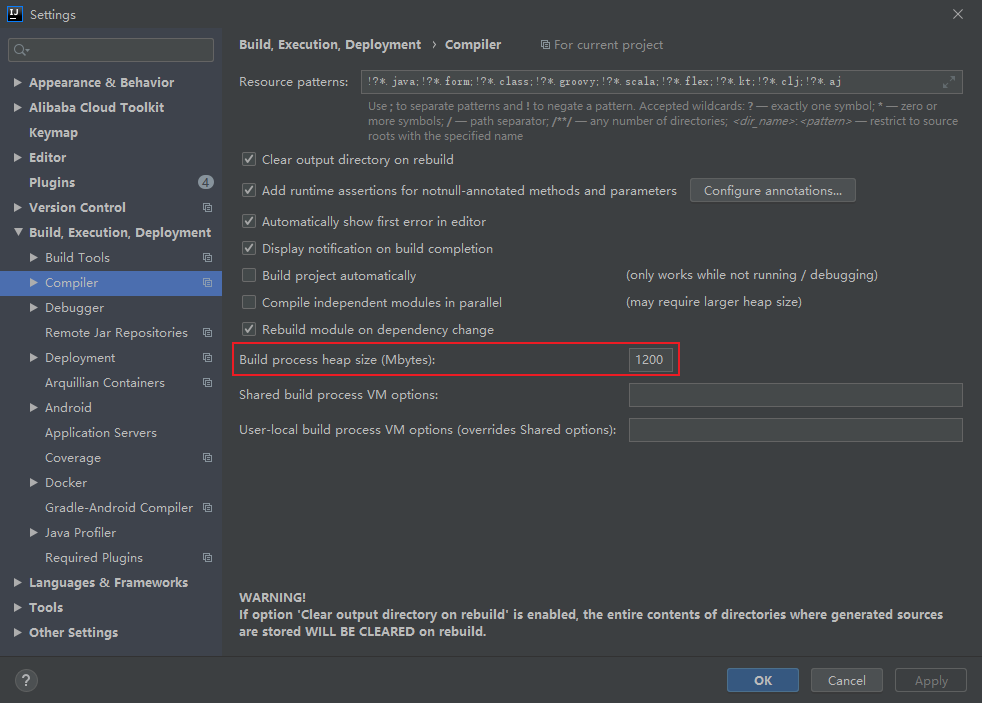 IJ
Settings
Build, Execution, Deployment › Compiler For current project
Appearance & Behavior
Alibaba Cloud Toolkit
Keymap
Editor
Plugins 4
Version Control
Build, Execution, Deployment
Build Tools
Compiler
Debugger
Remote Jar Repositories
Deployment
Arquillian Containers
Android
Application Servers
Coverage
Docker
Gradle-Android Compiler
Java Profiler
Required Plugins
Languages & Frameworks
Tools
Other Settings
Resource patterns: !?*.java;!?*.form;!?*.class;!?*.groovy;!?*.scala;!?*.flex;!?*.kt;!?*.clj;!?*.aj
Use ; to separate patterns and ! to negate a pattern. Accepted wildcards: ? — exactly one symbol; * — zero or
more symbols; / — path separator; /**/ — any number of directories; <dir_name>:<pattern> — restrict to source
roots with the specified name
Clear output directory on rebuild
Add runtime assertions for notnull-annotated methods and parameters Configure annotations...
Automatically show first error in editor
Display notification on build completion
Build project automatically (only works while not running / debugging)
Compile independent modules in parallel (may require larger heap size)
Rebuild module on dependency change
Build process heap size (Mbytes): 1200
Shared build process VM options:
User-local build process VM options (overrides Shared options):
WARNING!
If option 'Clear output directory on rebuild' is enabled, the entire contents of directories where generated sources
are stored WILL BE CLEARED on rebuild.
? OK Cancel Apply